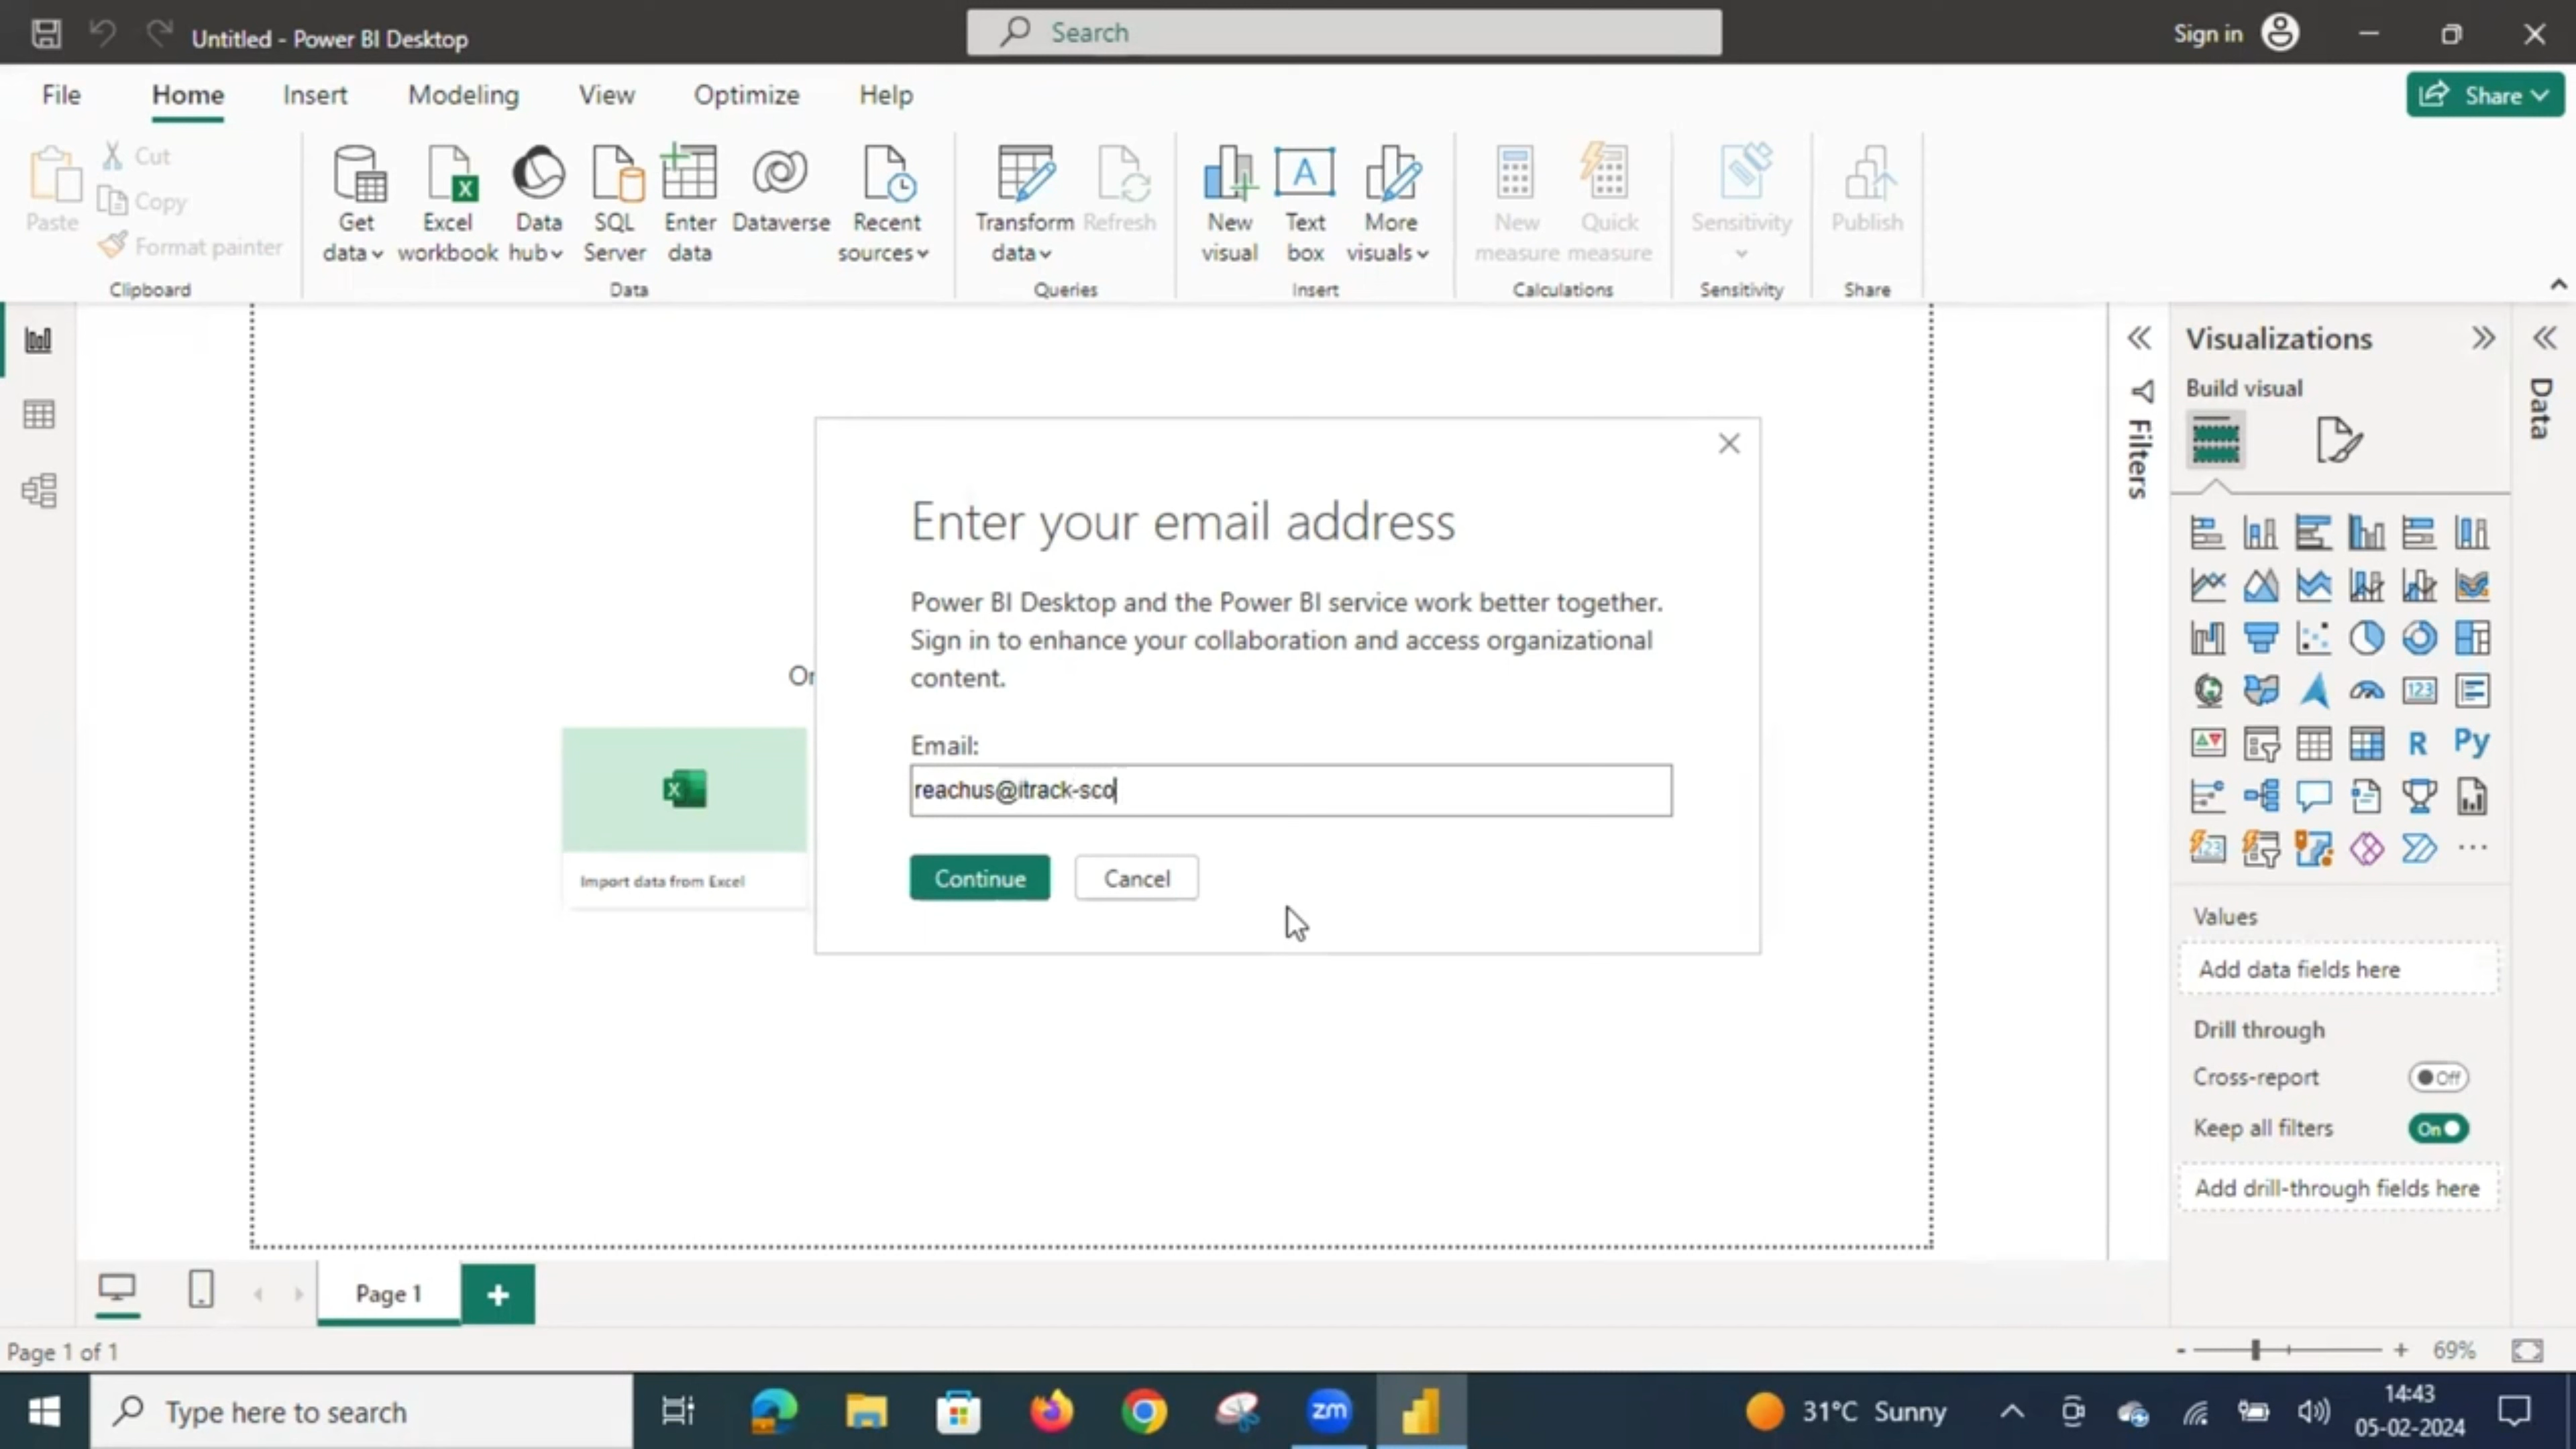 Untitled - Power BI Desktop
Search
Sign in
File
Home
Insert
Modeling
View
Optimize
Help
Share
Paste
Cut
Copy
Format painter
Clipboard
Get data
Excel workbook
Data hub
SQL Server
Enter data
Dataverse
Recent sources
Data
Transform data
Refresh
Queries
New visual
Text box
More visuals
Insert
New measure
Quick measure
Calculations
Sensitivity
Sensitivity
Publish
Share
Enter your email address
Power BI Desktop and the Power BI service work better together.
Sign in to enhance your collaboration and access organizational
content.
Email:
reachus@itrack-sco
Continue
Cancel
Or
Import data from Excel
Filters
Visualizations
Build visual
123
R
Py
123
Values
Add data fields here
Drill through
Cross-report
Off
Keep all filters
On
Add drill-through fields here
Data
Page 1
Page 1 of 1
69%
Type here to search
zm
31°C Sunny
14:43
05-02-2024